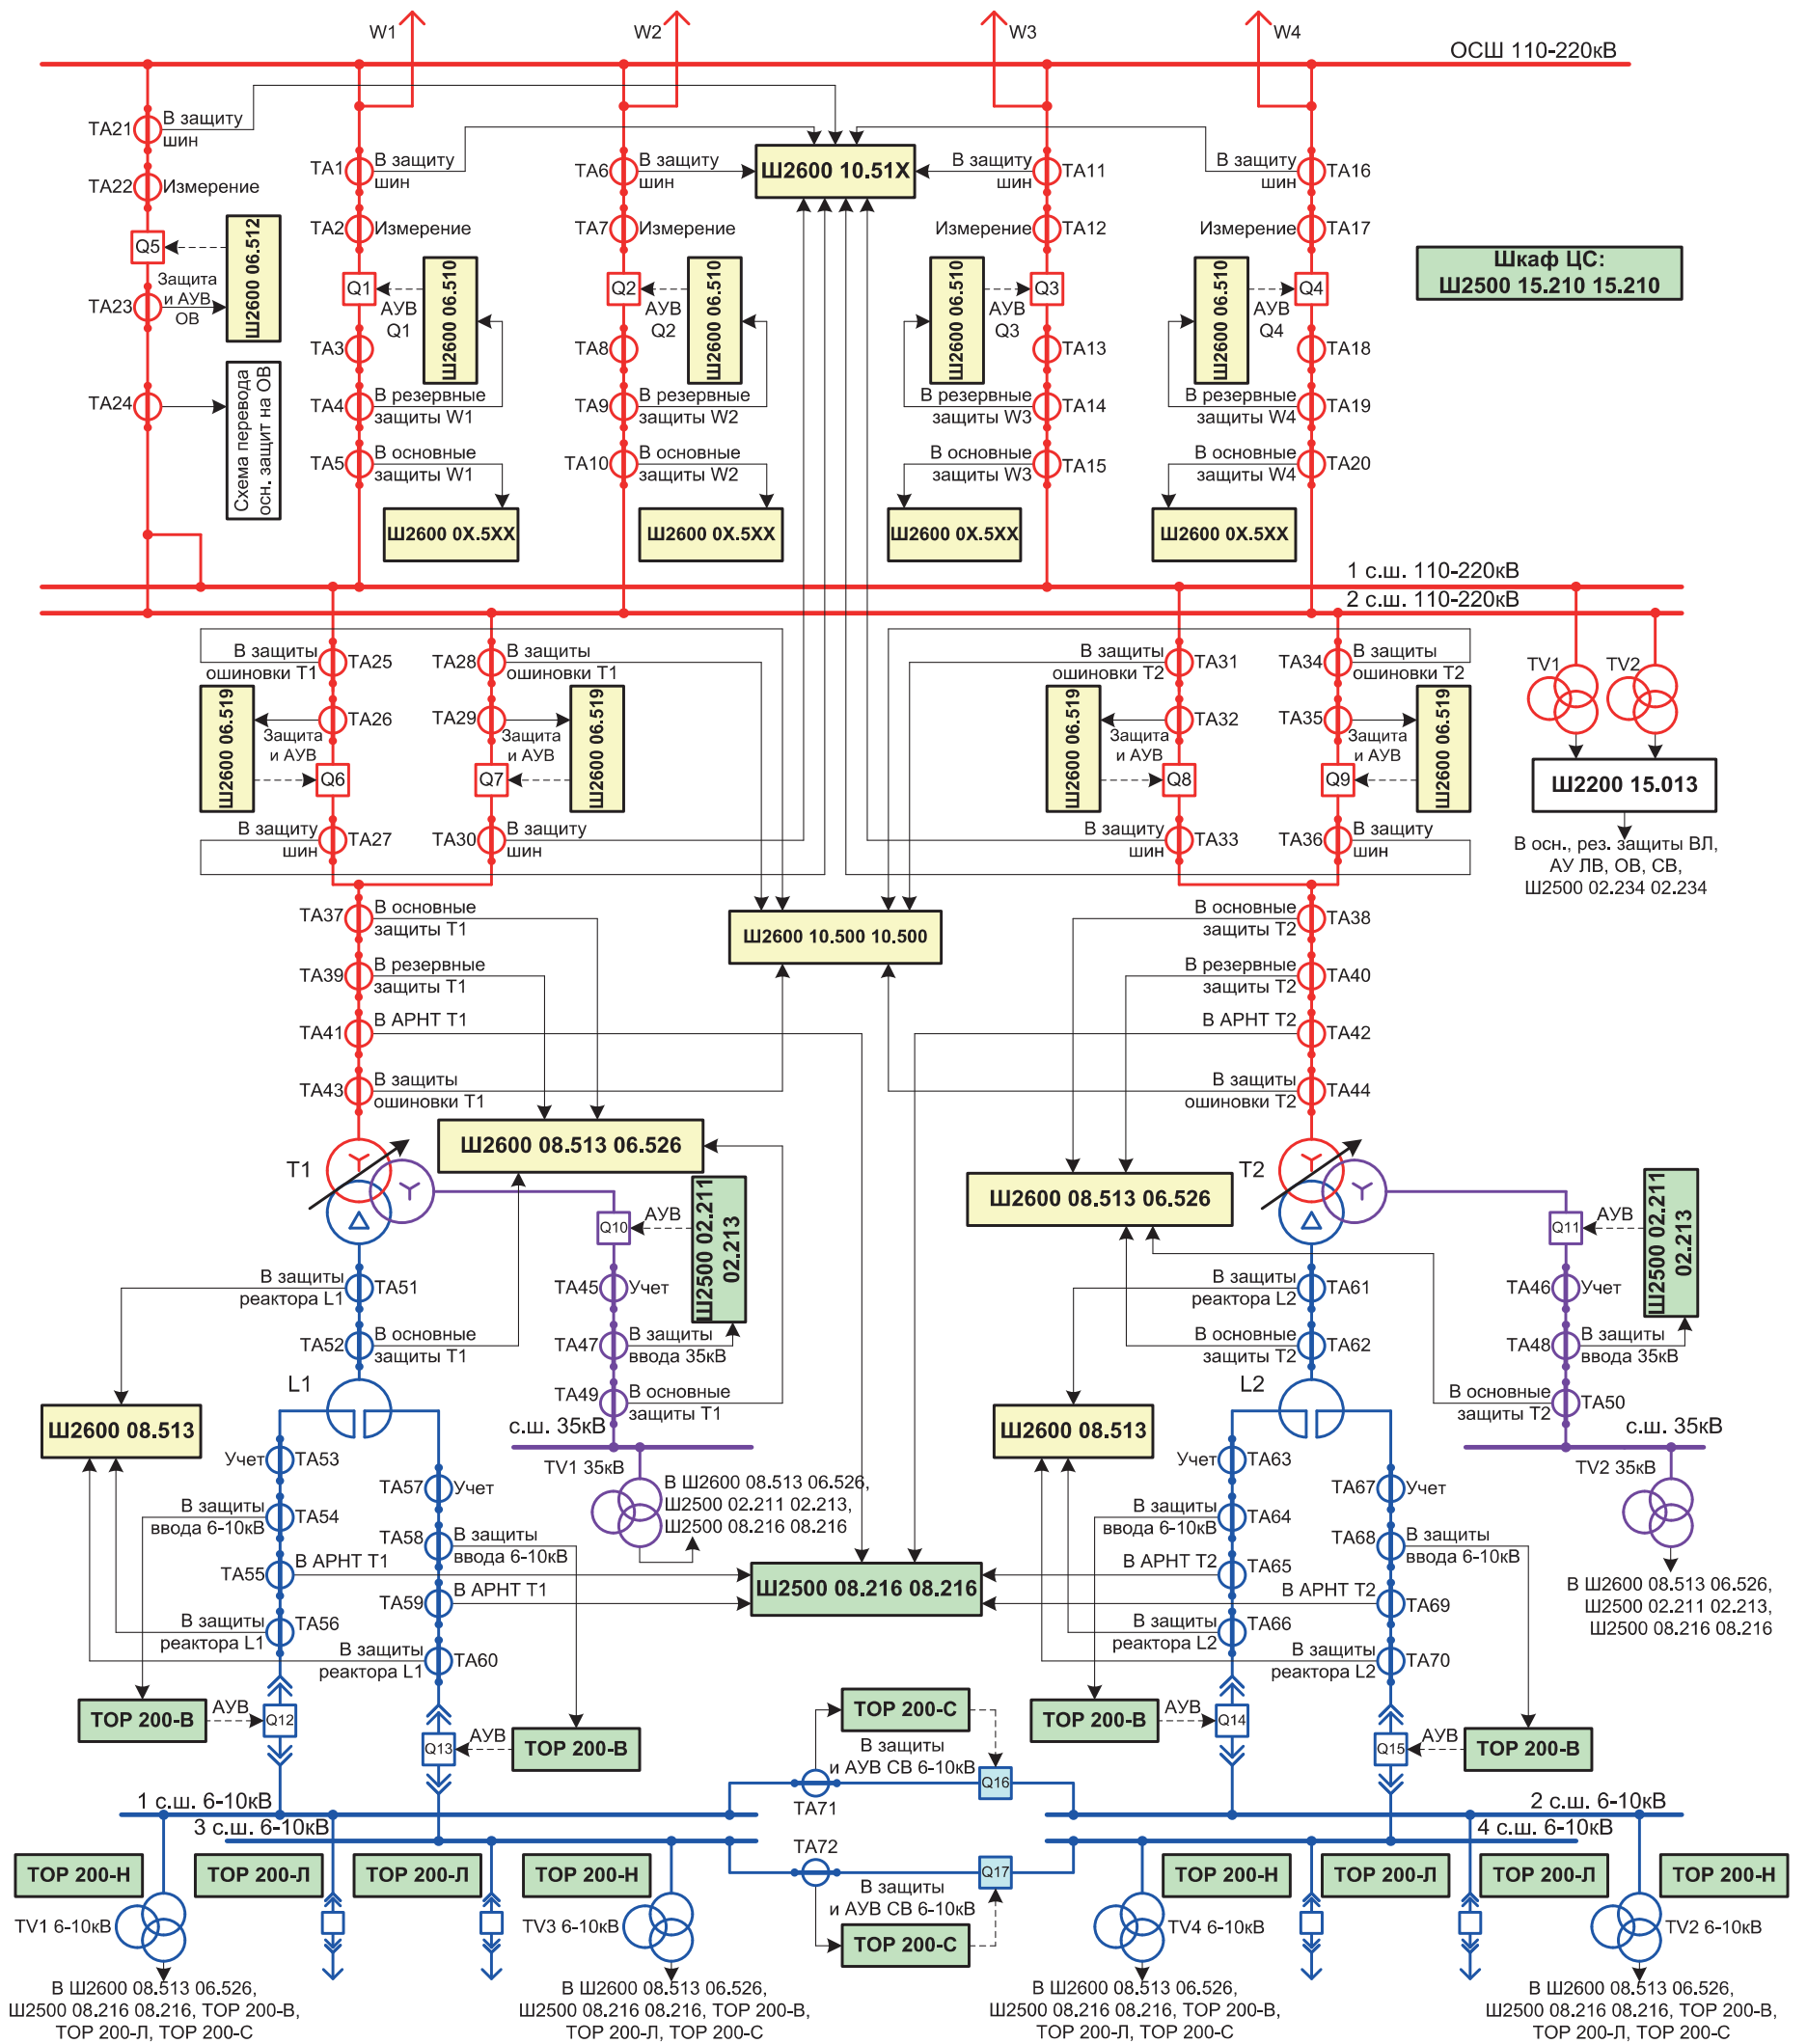 W1
W2
W3
W4
ОСШ 110-220кВ
TA21
В защиту
шин
TA22
Измерение
Q5
Ш2600 06.512
Защита
и АУВ
ОВ
TA23
TA24
Схема перевода
осн. защит на ОВ
TA1
В защиту
шин
TA2
Измерение
Q1
АУВ
Q1
Ш2600 06.510
TA3
TA4
В резервные
защиты W1
TA5
В основные
защиты W1
Ш2600 0X.5XX
TA6
В защиту
шин
TA7
Измерение
Q2
АУВ
Q2
Ш2600 06.510
TA8
TA9
В резервные
защиты W2
TA10
В основные
защиты W2
Ш2600 0X.5XX
Ш2600 10.51X
В защиту
шин
TA11
Измерение
TA12
Ш2600 06.510
АУВ
Q3
Q3
TA13
В резервные
защиты W3
TA14
В основные
защиты W3
TA15
Ш2600 0X.5XX
В защиту
шин
TA16
Измерение
TA17
Ш2600 06.510
АУВ
Q4
Q4
TA18
В резервные
защиты W4
TA19
В основные
защиты W4
TA20
Ш2600 0X.5XX
Шкаф ЦС:
Ш2500 15.210 15.210
1 с.ш. 110-220кВ
2 с.ш. 110-220кВ
В защиты
ошиновки Т1
TA25
Ш2600 06.519
TA26
Защита
и АУВ
Q6
В защиту
шин
TA27
TA28
В защиты
ошиновки Т1
TA29
Защита
и АУВ
Ш2600 06.519
Q7
TA30
В защиту
шин
В защиты
ошиновки Т2
TA31
Ш2600 06.519
TA32
Защита
и АУВ
Q8
В защиту
шин
TA33
TA34
В защиты
ошиновки Т2
TA35
Защита
и АУВ
Ш2600 06.519
Q9
TA36
В защиту
шин
TV1
TV2
Ш2200 15.013
В осн., рез. защиты ВЛ,
АУ ЛВ, ОВ, СВ,
Ш2500 02.234 02.234
TA37
В основные
защиты Т1
TA39
В резервные
защиты Т1
TA41
В АРНТ Т1
TA43
В защиты
ошиновки Т1
Ш2600 10.500 10.500
В основные
защиты Т2
TA38
В резервные
защиты Т2
TA40
В АРНТ Т2
TA42
В защиты
ошиновки Т2
TA44
Т1
Ш2600 08.513 06.526
Q10
АУВ
Ш2500 02.211
02.213
Т2
Ш2600 08.513 06.526
Q11
АУВ
Ш2500 02.211
02.213
В защиты
реактора L1
TA51
TA52
В основные
защиты Т1
TA45
Учет
TA47
В защиты
ввода 35кВ
TA49
В основные
защиты Т1
с.ш. 35кВ
TV1 35кВ
В Ш2600 08.513 06.526,
Ш2500 02.211 02.213,
Ш2500 08.216 08.216
В защиты
реактора L2
TA61
В основные
защиты Т2
TA62
TA46
Учет
TA48
В защиты
ввода 35кВ
В основные
защиты Т2
TA50
с.ш. 35кВ
TV2 35кВ
В Ш2600 08.513 06.526,
Ш2500 02.211 02.213,
Ш2500 08.216 08.216
L1
Ш2600 08.513
Учет
TA53
В защиты
ввода 6-10кВ
TA54
В АРНТ Т1
TA55
В защиты
реактора L1
TA56
TA57
Учет
TA58
В защиты
ввода 6-10кВ
TA59
В АРНТ Т1
В защиты
реактора L1
TA60
Ш2500 08.216 08.216
L2
Ш2600 08.513
Учет
TA63
В защиты
ввода 6-10кВ
TA64
В АРНТ Т2
TA65
В защиты
реактора L2
TA66
TA67
Учет
TA68
В защиты
ввода 6-10кВ
В АРНТ Т2
TA69
В защиты
реактора L2
TA70
ТОР 200-В
АУВ
Q12
Q13
АУВ
ТОР 200-В
ТОР 200-С
В защиты
и АУВ СВ 6-10кВ
TA71
Q16
ТОР 200-В
АУВ
Q14
Q15
АУВ
ТОР 200-В
1 с.ш. 6-10кВ
3 с.ш. 6-10кВ
2 с.ш. 6-10кВ
4 с.ш. 6-10кВ
TA72
Q17
В защиты
и АУВ СВ 6-10кВ
ТОР 200-С
ТОР 200-Н
ТОР 200-Л
ТОР 200-Л
ТОР 200-Н
ТОР 200-Н
ТОР 200-Л
ТОР 200-Л
ТОР 200-Н
TV1 6-10кВ
TV3 6-10кВ
TV4 6-10кВ
TV2 6-10кВ
В Ш2600 08.513 06.526,
Ш2500 08.216 08.216, ТОР 200-В,
ТОР 200-Л, ТОР 200-С
В Ш2600 08.513 06.526,
Ш2500 08.216 08.216, ТОР 200-В,
ТОР 200-Л, ТОР 200-С
В Ш2600 08.513 06.526,
Ш2500 08.216 08.216, ТОР 200-В,
ТОР 200-Л, ТОР 200-С
В Ш2600 08.513 06.526,
Ш2500 08.216 08.216, ТОР 200-В,
ТОР 200-Л, ТОР 200-С